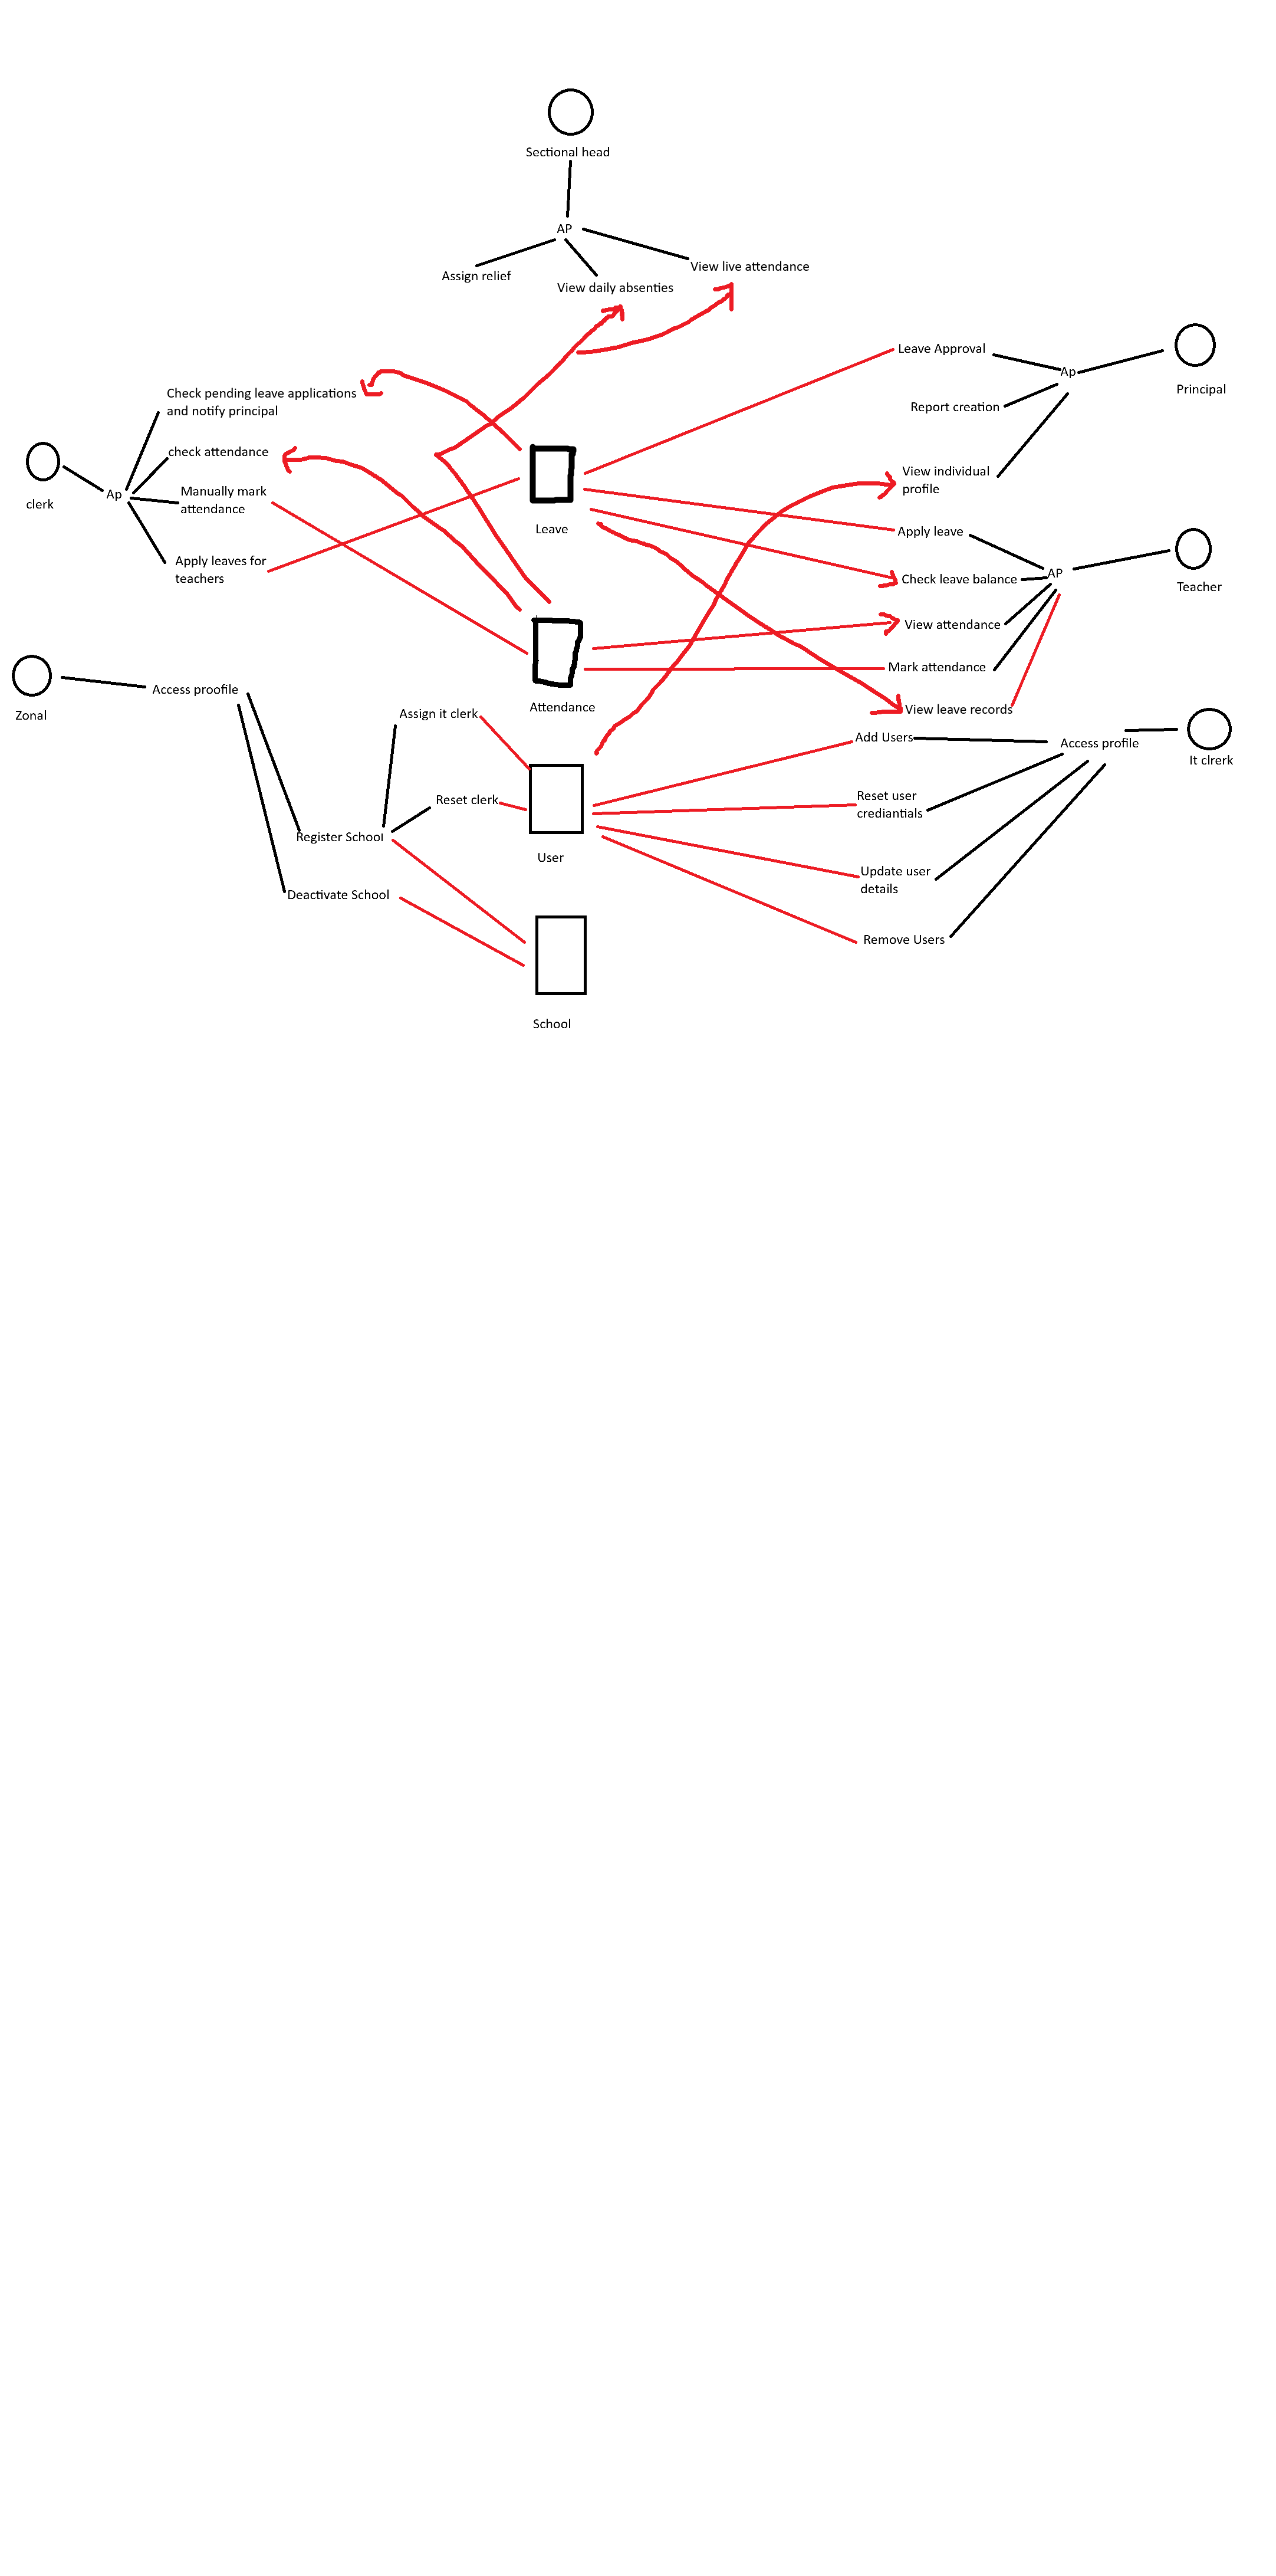 Sectional head
AP
Assign relief
View daily absenties
View live attendance
Leave Approval
Ap
Principal
Report creation
View individual
profile
Check pending leave applications
and notify principal
check attendance
clerk
Ap
Manually mark
attendance
Apply leaves for
teachers
Leave
Apply leave
AP
Check leave balance
Teacher
View attendance
Mark attendance
View leave records
Attendance
Zonal
Access proofile
Assign it clerk
Reset clerk
Register School
Deactivate School
User
Add Users
Access profile
It clrerk
Reset user
crediantials
Update user
details
Remove Users
School